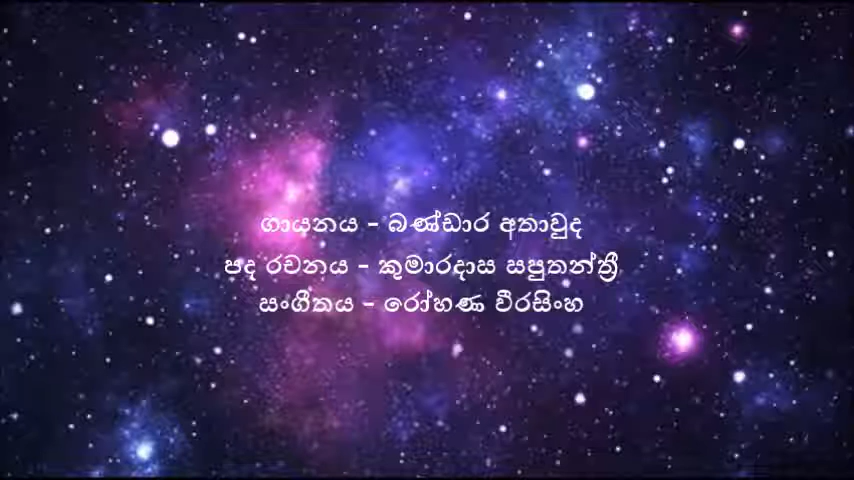 ගායනය - බණ්ඩාර අතාවුද
පද රචනය - කුමාරදාස සපුතන්ත්‍රී
සංගීතය - රෝහණ වීරසිංහ